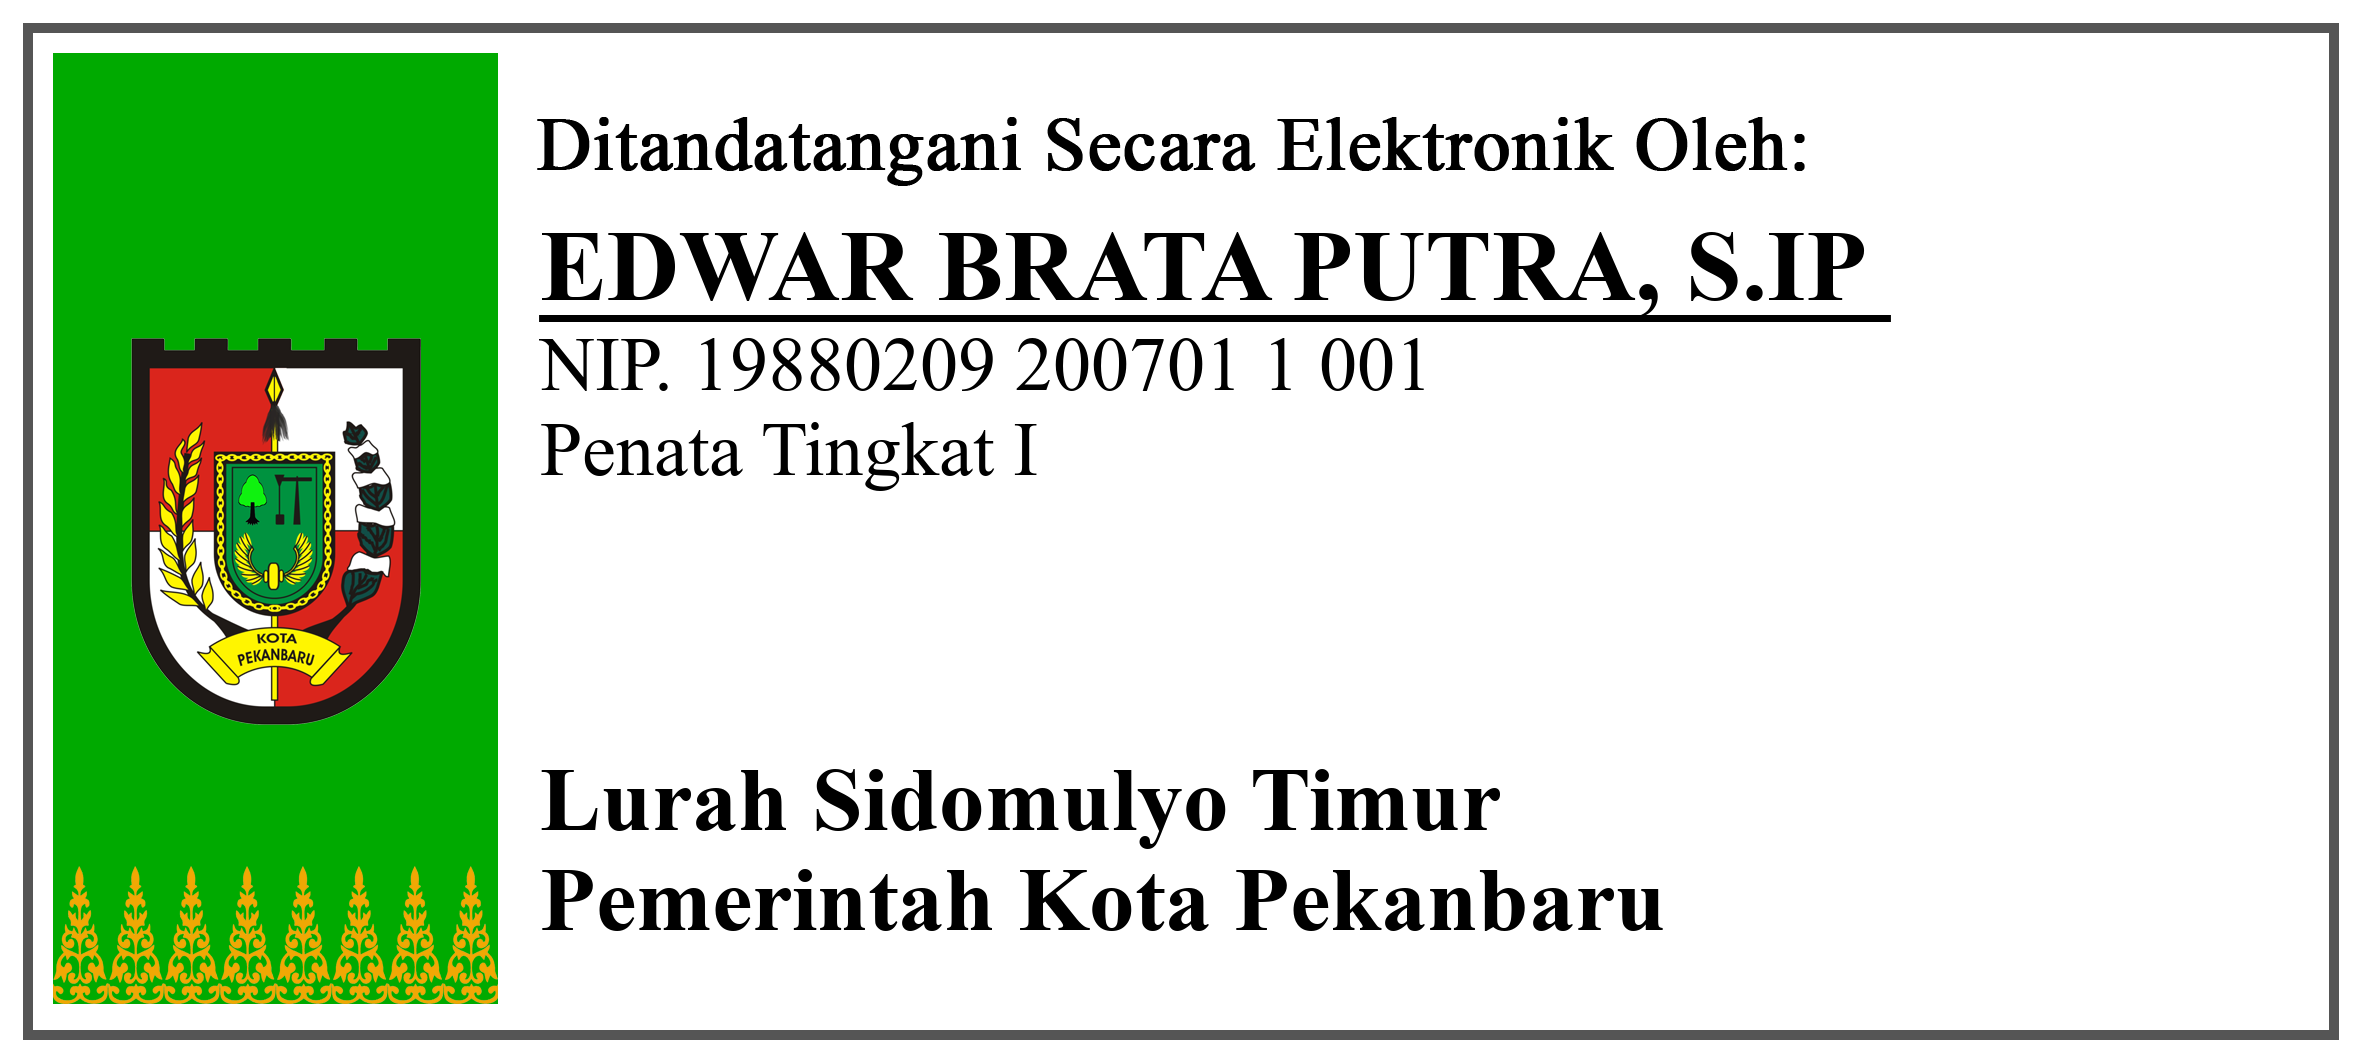 Ditandatangani Secara Elektronik Oleh:
EDWAR BRATA PUTRA, S.IP
NIP. 19880209 200701 1 001
Penata Tingkat I
KOTA
PEKANBARU
Lurah Sidomulyo Timur
Pemerintah Kota Pekanbaru